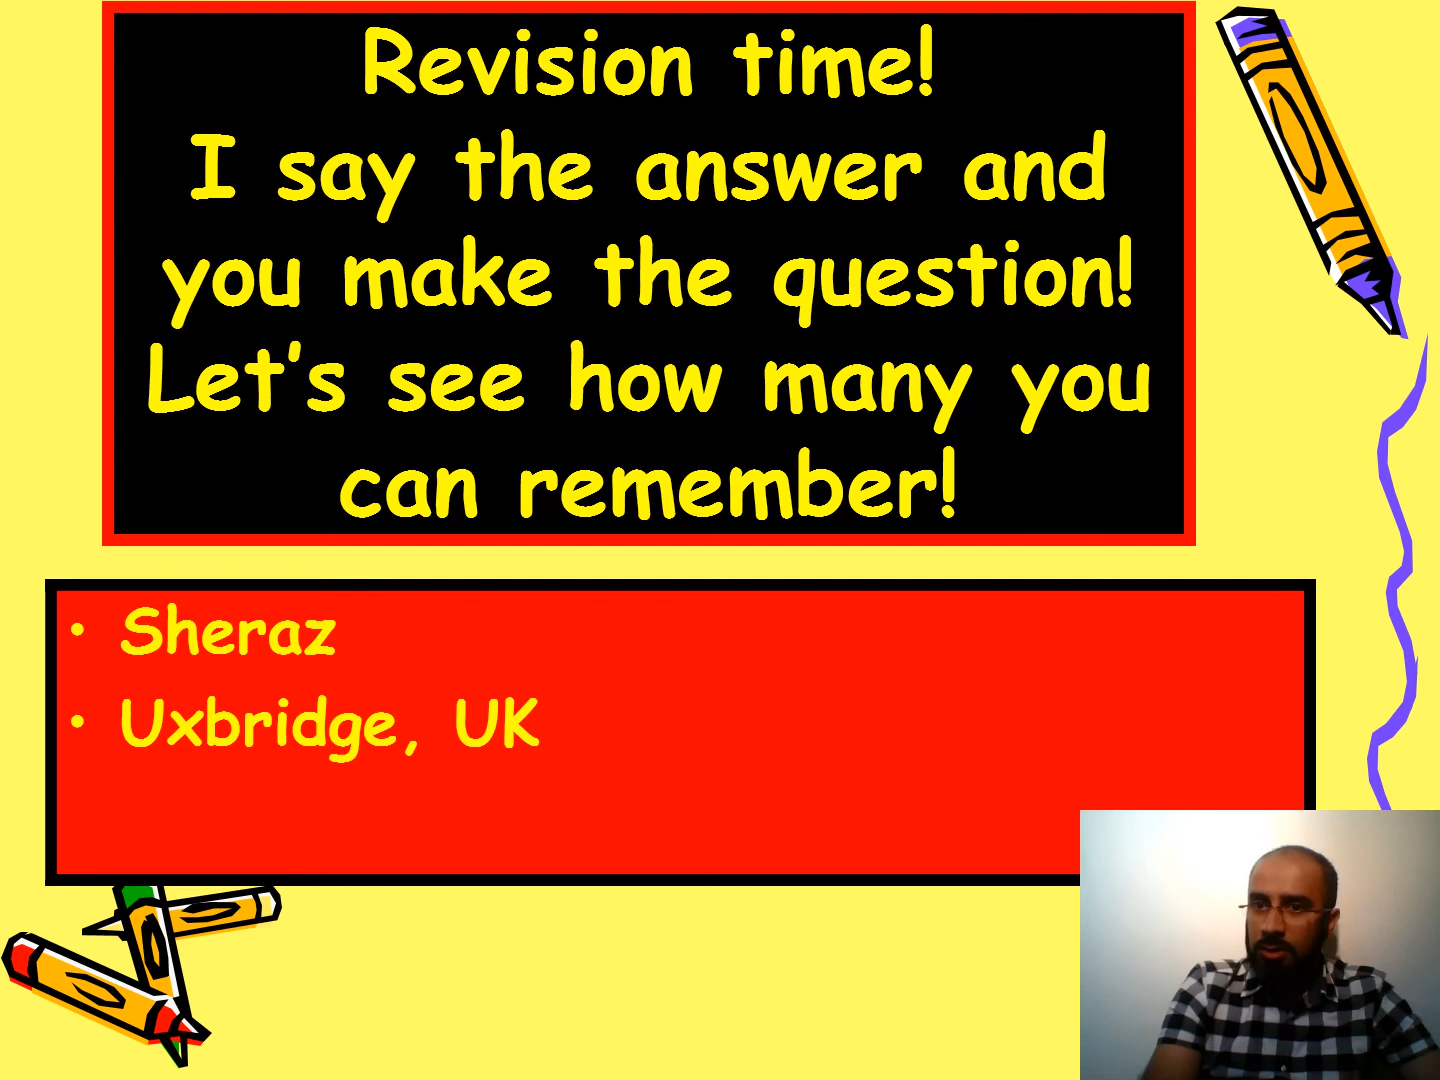 Revision time!
I say the answer and
you make the question!
Let's see how many you
can remember!
• Sheraz
• Uxbridge, UK